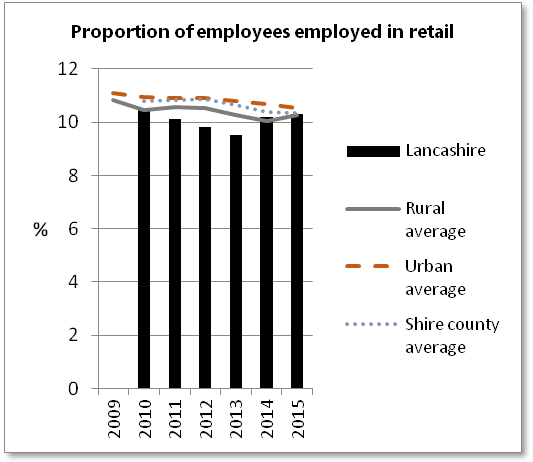 Proportion of employees employed in retail
12
10
8
6
4
2
0
%
2009
2010
2011
2012
2013
2014
2015
Lancashire
Rural
average
Urban
average
Shire county
average